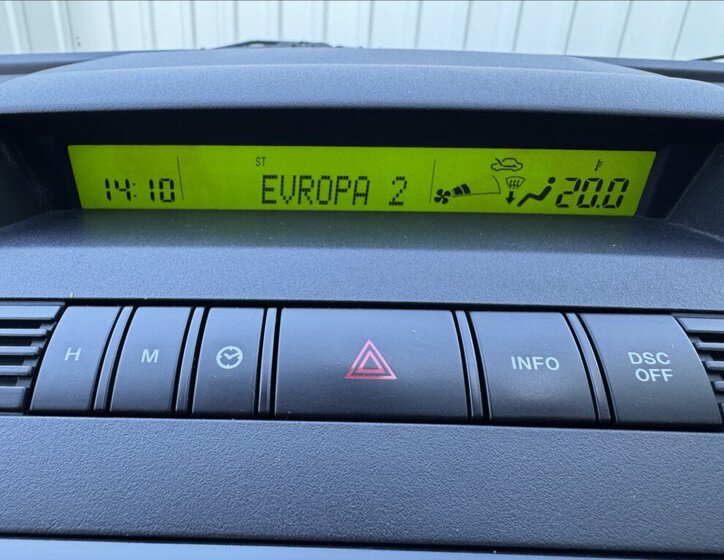 ST
14:10 EVROPA 2 20.0
H M INFO DSC
OFF